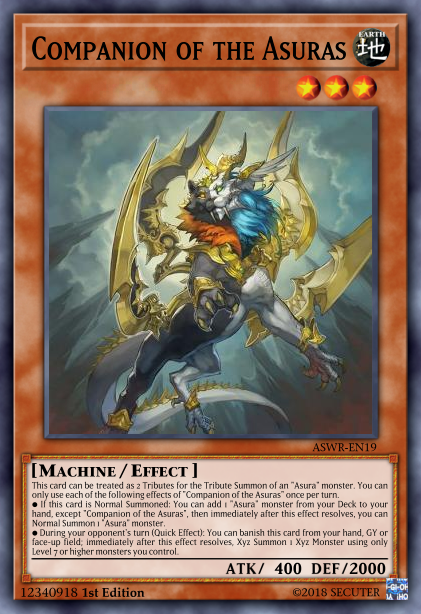 COMPANION OF THE ASURAS
EARTH
地
ASWR-EN19
[MACHINE / EFFECT]
This card can be treated as 2 Tributes for the Tribute Summon of an "Asura" monster. You can
only use each of the following effects of "Companion of the Asuras" once per turn.
● If this card is Normal Summoned: You can add 1 "Asura" monster from your Deck to your
hand, except "Companion of Asuras", then immediately after this effect resolves, you can
Normal Summon 1 "Asura" monster.
● During your opponent's turn (Quick Effect): You can banish this card from your hand, GY or
face-up field; immediately after this effect resolves, Xyz Summon 1 Xyz Monster using only
Level 7 or higher monsters you control.
ATK/ 400 DEF/2000
12340918 1st Edition
©2018 SECUTER